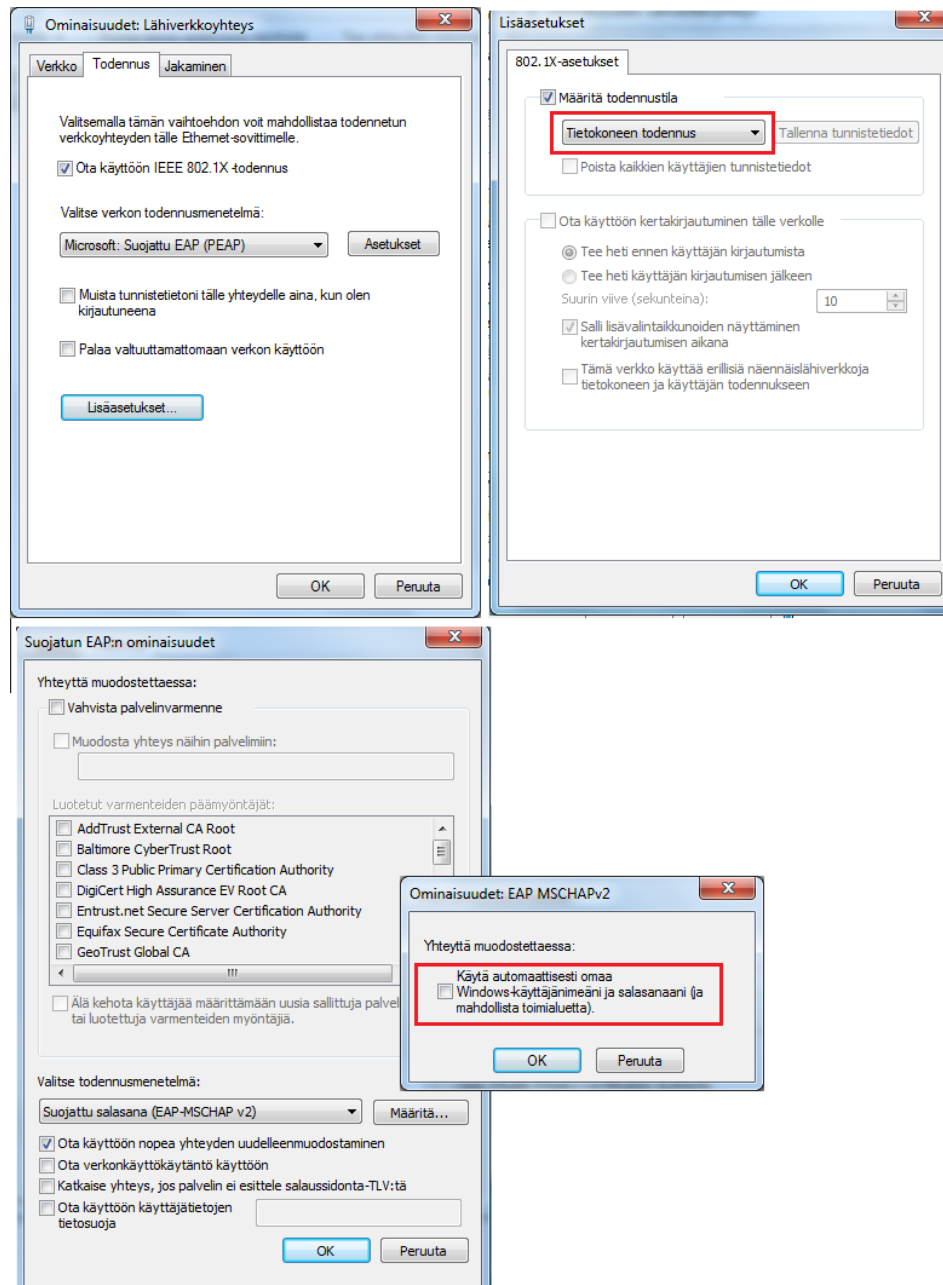 Ominaisuudet: Lähiverkkoyhteys
Verkko
Todennus
Jakaminen
Valitsemalla tämän vaihtoehdon voit mahdollistaa todennetun
verkkoyhteyden tälle Ethernet-sovittimelle.
Ota käyttöön IEEE 802.1X -todennus
Valitse verkon todennusmenetelmä:
Microsoft: Suojattu EAP (PEAP)
Asetukset
Muista tunnistetietoni tälle yhteydelle aina, kun olen
kirjautuneena
Palaa valtuuttamattomaan verkon käyttöön
Lisäasetukset...
OK
Peruuta
Lisäasetukset
802.1X-asetukset
Määritä todennustila
Tietokoneen todennus
Tallenna tunnistetiedot
Poista kaikkien käyttäjien tunnistetiedot
Ota käyttöön kertakirjautuminen tälle verkolle
Tee heti ennen käyttäjän kirjautumista
Tee heti käyttäjän kirjautumisen jälkeen
Suurin viive (sekunteina):
10
Salli lisävalintaikkunoiden näyttäminen
kertakirjautumisen aikana
Tämä verkko käyttää erillisiä näennäislähiverkkoja
tietokoneen ja käyttäjän todennukseen
OK
Peruuta
Suojatun EAP:n ominaisuudet
Yhteyttä muodostettaessa:
Vahvista palvelinvarmenne
Muodosta yhteys näihin palvelimiin:
Luotetut varmenteiden päämyöntäjät:
AddTrust External CA Root
Baltimore CyberTrust Root
Class 3 Public Primary Certification Authority
DigiCert High Assurance EV Root CA
Entrust.net Secure Server Certification Authority
Equifax Secure Certificate Authority
GeoTrust Global CA
Älä kehota käyttäjää määrittämään uusia sallittuja palvel
tai luotettuja varmenteiden myöntäjiä.
Valitse todennusmenetelmä:
Suojattu salasana (EAP-MSCHAP v2)
Määritä...
Ota käyttöön nopea yhteyden uudelleenmuodostaminen
Ota verkonkäyttökäytäntö käyttöön
Katkaise yhteys, jos palvelin ei esittele salaussidonta-TLV:tä
Ota käyttöön käyttäjätietojen
tietosuoja
OK
Peruuta
Ominaisuudet: EAP MSCHAPv2
Yhteyttä muodostettaessa:
Käytä automaattisesti omaa
Windows-käyttäjänimeäni ja salasanaani (ja
mahdollista toimialuetta).
OK
Peruuta